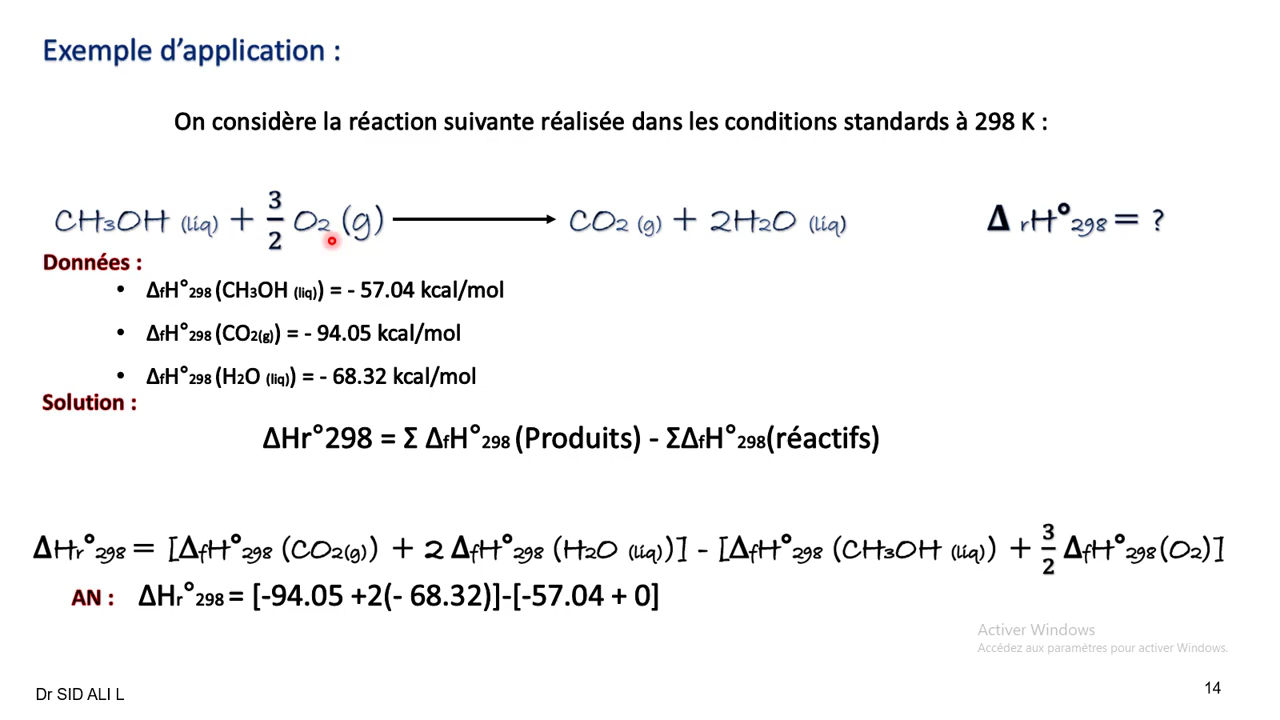 Exemple d'application :
On considère la réaction suivante réalisée dans les conditions standards à 298 K :
CH3OH (liq) + 3/2 O2 (g) → CO2 (g) + 2H2O (liq)    Δ rH°298 = ?
Données :
• ΔfH°298 (CH3OH (liq)) = - 57.04 kcal/mol
• ΔfH°298 (CO2(g)) = - 94.05 kcal/mol
• ΔfH°298 (H2O (liq)) = - 68.32 kcal/mol
Solution :
ΔHr°298 = Σ ΔfH°298 (Produits) - ΣΔfH°298(réactifs)
ΔHr°298 = [ΔfH°298 (CO2(g)) + 2 ΔfH°298 (H2O (liq))] - [ΔfH°298 (CH3OH (liq)) + 3/2 ΔfH°298(O2)]
AN : ΔHr°298 = [-94.05 +2(- 68.32)]-[-57.04 + 0]
Activer Windows
Accédez aux paramètres pour activer Windows.
Dr SID ALI L
14